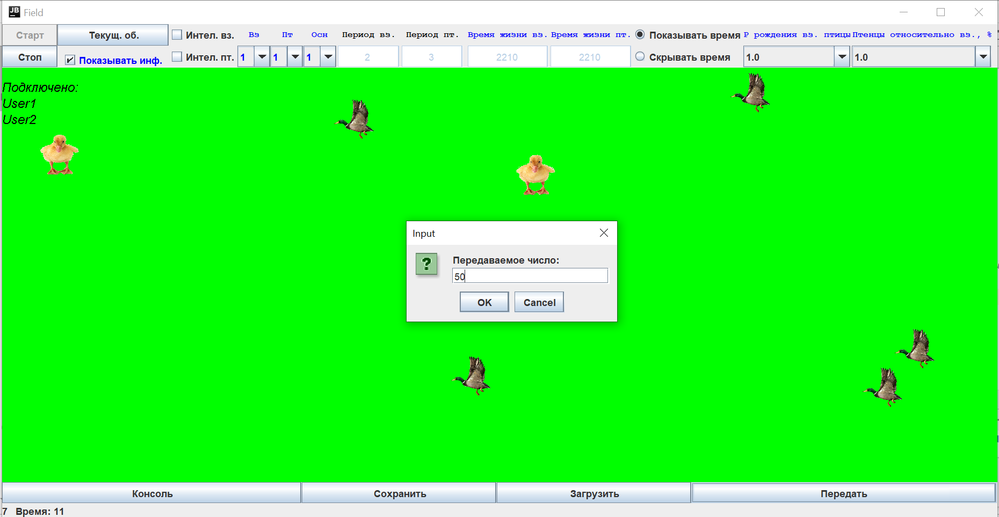 JB Field
Старт Текущ. об. Интел. вз. Вз Пт Осн Период вз. Период пт. Время жизни вз. Время жизни пт. Показывать время P рождения вз. птицы Птенцы относительно вз., %
Стоп Показывать инф. Интел. пт. 1 1 1 2 3 2210 2210 Скрывать время 1.0 1.0
Подключено:
User1
User2
Input
? Передаваемое число:
50
OK Cancel
Консоль Сохранить Загрузить Передать
7 Время: 11